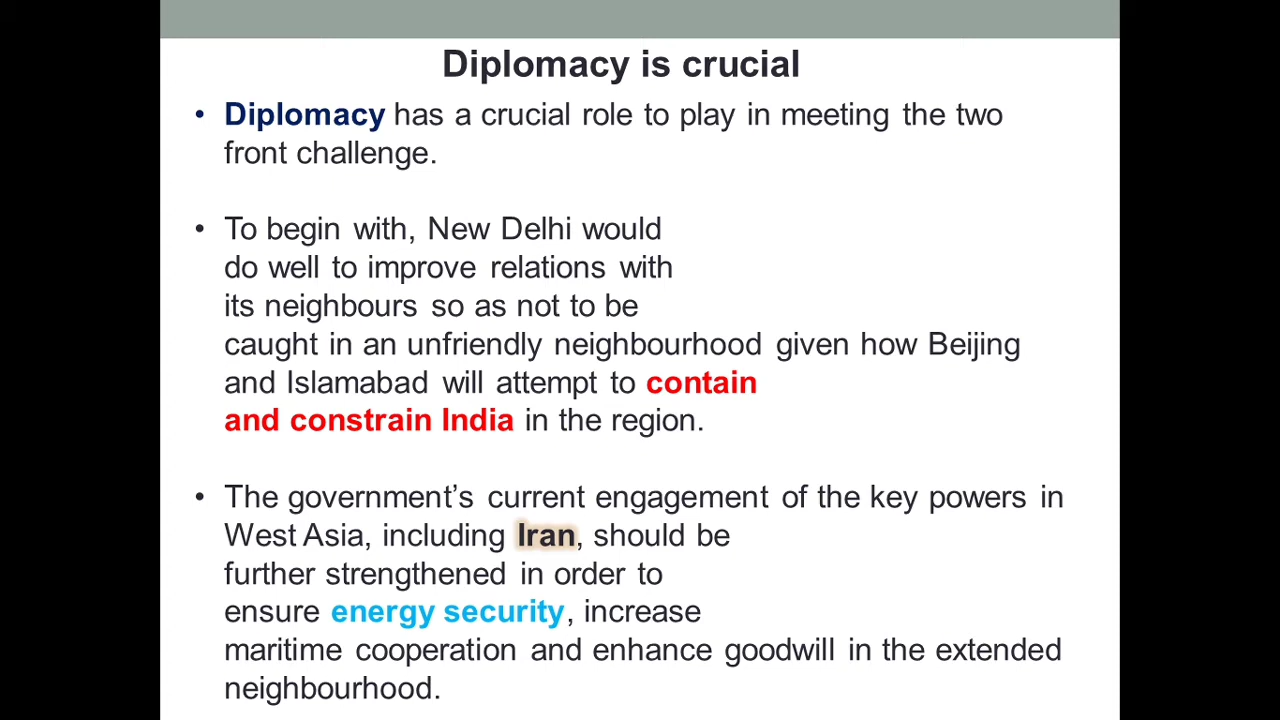 Diplomacy is crucial
• Diplomacy has a crucial role to play in meeting the two
front challenge.
• To begin with, New Delhi would
do well to improve relations with
its neighbours so as not to be
caught in an unfriendly neighbourhood given how Beijing
and Islamabad will attempt to contain
and constrain India in the region.
• The government’s current engagement of the key powers in
West Asia, including Iran, should be
further strengthened in order to
ensure energy security, increase
maritime cooperation and enhance goodwill in the extended
neighbourhood.